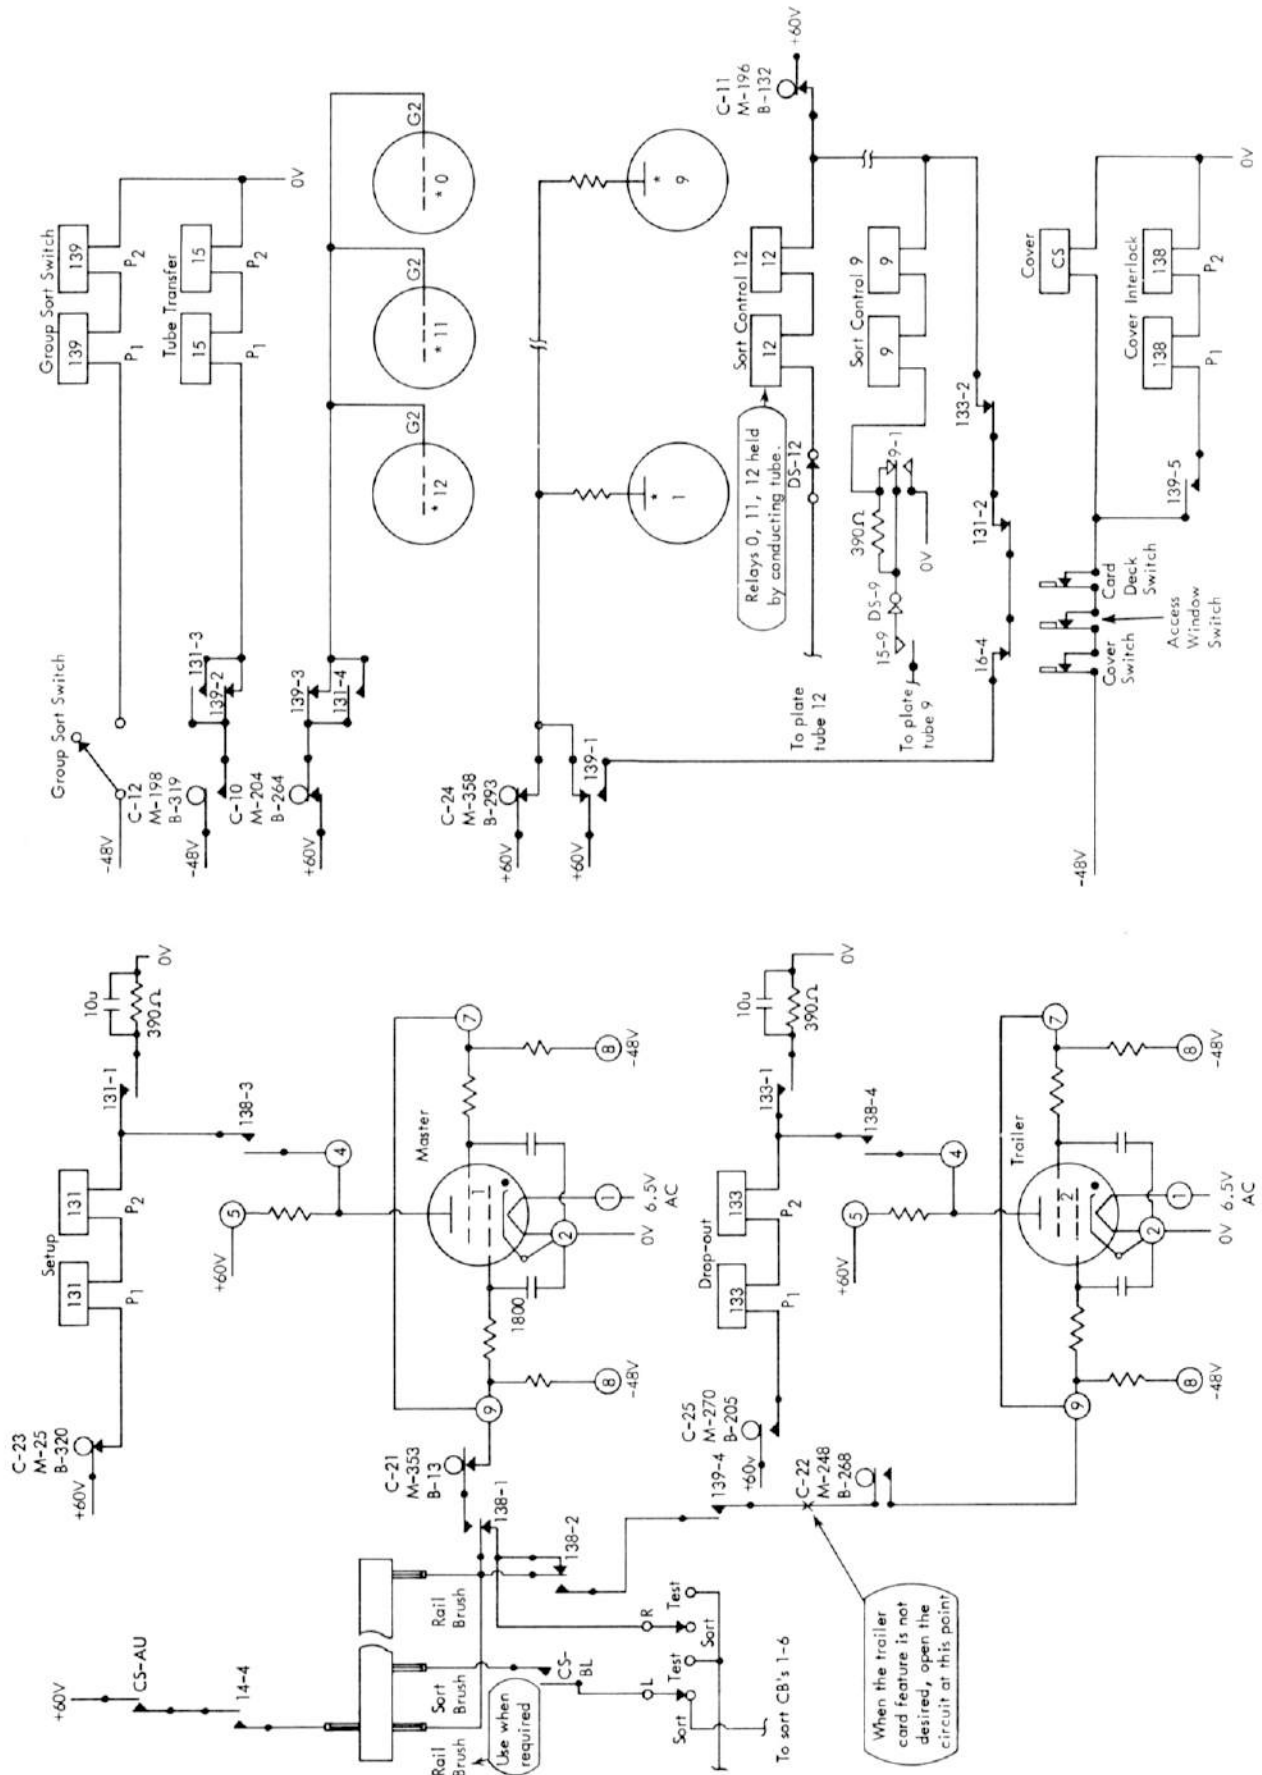 Group Sort Switch
-48V
C-12
M-198
B-319
Group Sort Switch
139
139
P1
P2
-48V
131-3
139-2
Tube Transfer
15
15
P1
P2
0V
C-10
M-204
B-264
+60V
139-3
131-4
G2
G2
G2
*12
*11
*0
C-24
M-358
B-293
+60V
+60V
139-1
*
1
*
9
C-11
M-196
B-132
+60V
To plate
tube 12
DS-12
Relays 0, 11, 12 held
by conducting tube.
Sort Control 12
12
12
To plate
tube 9
15-9
DS-9
390Ω
9-1
0V
Sort Control 9
9
9
16-4
131-2
133-2
-48V
Cover
Switch
Access
Window
Switch
Card
Deck
Switch
139-5
Cover
CS
Cover Interlock
138
138
P1
P2
0V
+60V
CS-AU
14-4
Rail
Brush
Sort
Brush
Rail
Brush
Use when
required
CS-
BL
L
R
Sort
Test
Sort
Test
To sort CB's 1-6
C-23
M-25
B-320
+60V
Setup
131
131
P1
P2
131-1
10u
390Ω
0V
138-3
+60V
5
4
C-21
M-353
B-13
138-1
138-2
9
8
-48V
1800
Master
1
2
1
0V
6.5V
AC
7
8
-48V
C-25
M-270
B-205
+60v
139-4
C-22
M-248
B-268
When the trailer
card feature is not
desired, open the
circuit at this point
Drop-out
133
133
P1
P2
133-1
10u
390Ω
0V
138-4
+60V
5
4
9
8
-48V
Trailer
2
2
1
0V
6.5V
AC
7
8
-48V